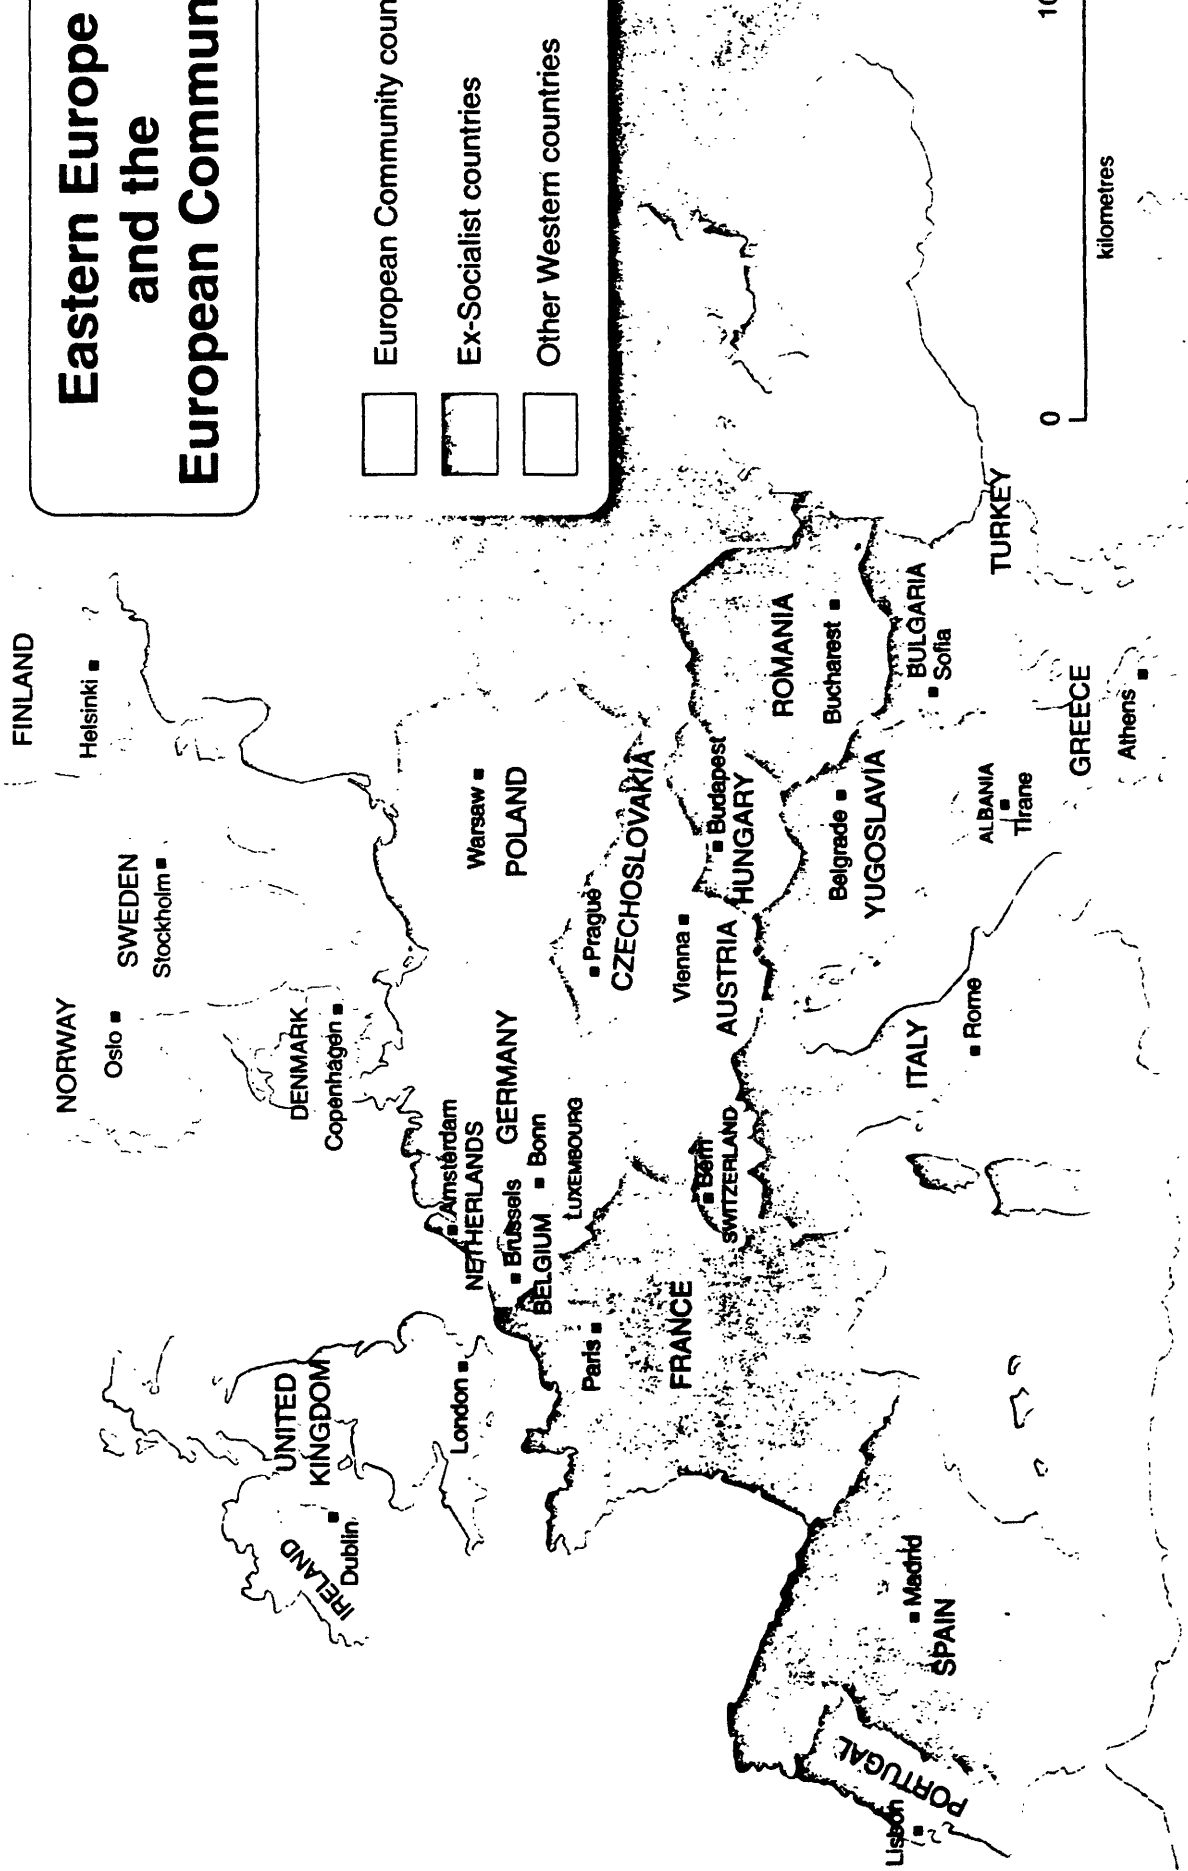 Eastern Europe
and the
European Commun
European Community coun
Ex-Socialist countries
Other Western countries
FINLAND
Helsinki
NORWAY
Oslo
SWEDEN
Stockholm
DENMARK
Copenhagen
UNITED
KINGDOM
London
IRELAND
Dublin
Amsterdam
NETHERLANDS
Brussels
BELGIUM
GERMANY
Bonn
LUXEMBOURG
Warsaw
POLAND
Prague
CZECHOSLOVAKIA
Paris
FRANCE
Bern
SWITZERLAND
Vienna
AUSTRIA
Budapest
HUNGARY
ROMANIA
Bucharest
Belgrade
YUGOSLAVIA
BULGARIA
Sofia
ITALY
Rome
ALBANIA
Tirane
GREECE
Athens
TURKEY
Madrid
SPAIN
PORTUGAL
Lisbon
0
10
kilometres